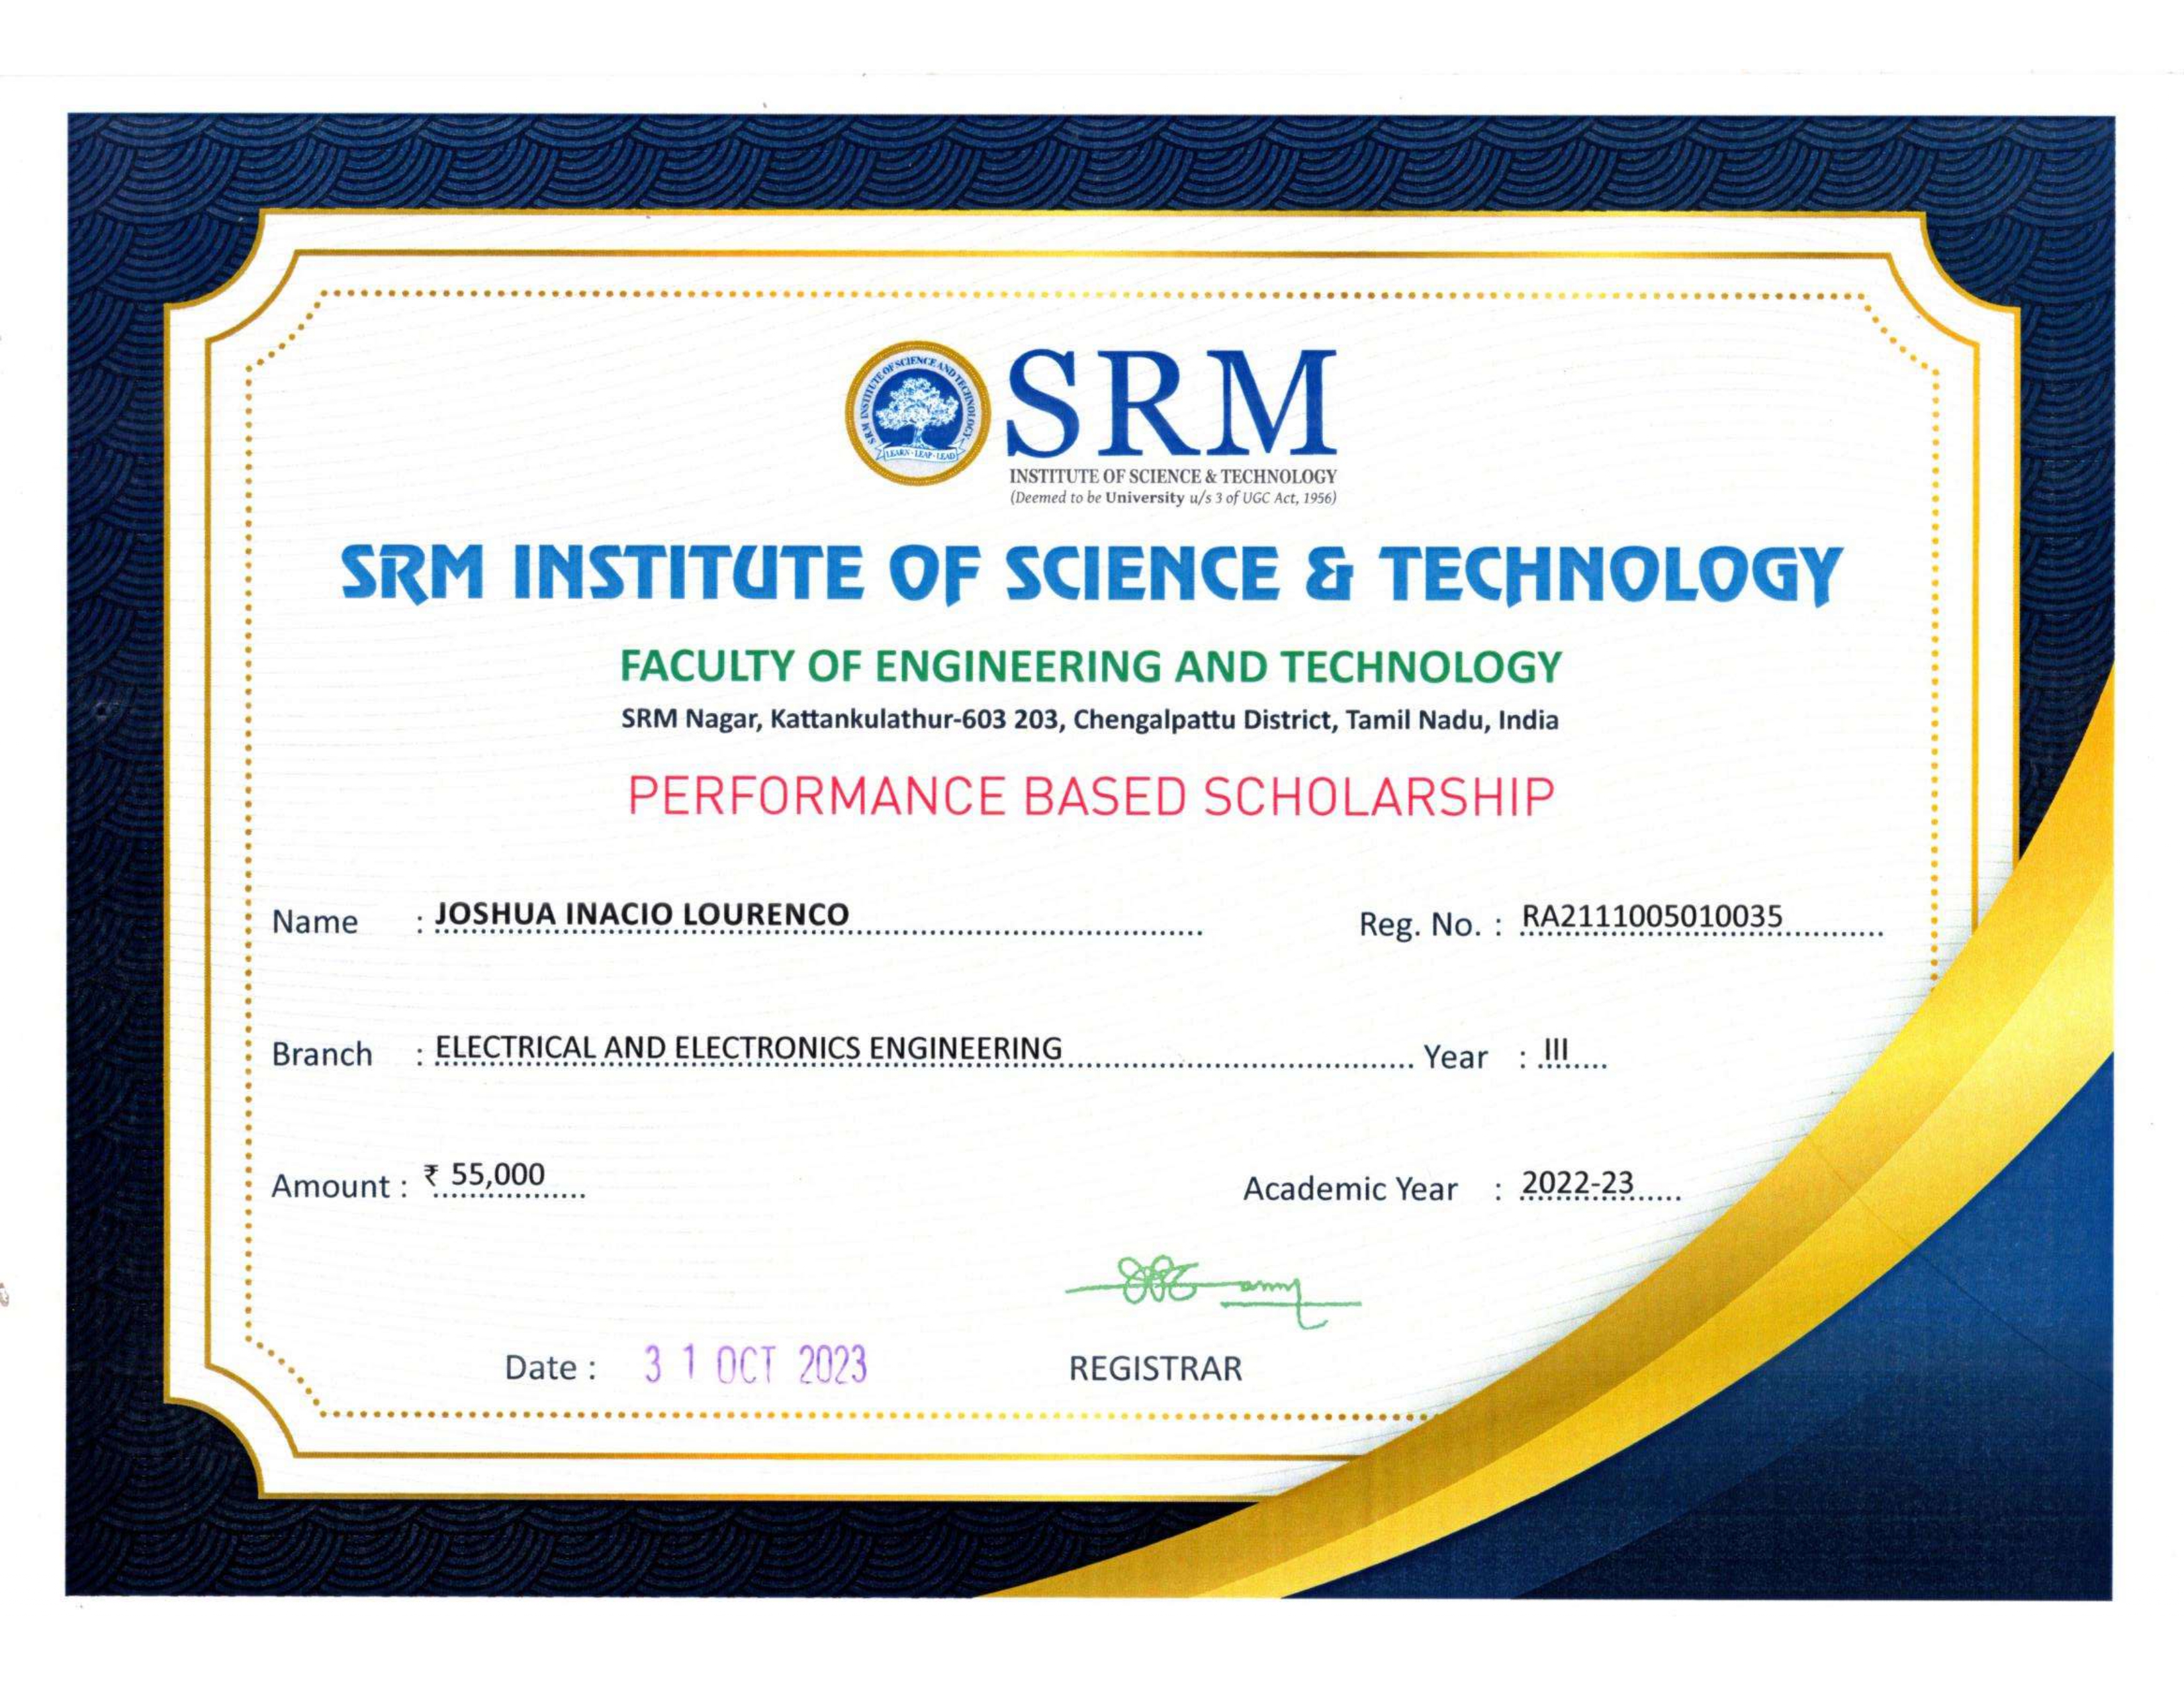 SRM INSTITUTE OF SCIENCE AND TECHNOLOGY
LEARN - LEAP - LEAD
SRM
INSTITUTE OF SCIENCE & TECHNOLOGY
(Deemed to be University u/s 3 of UGC Act, 1956)
SRM INSTITUTE OF SCIENCE & TECHNOLOGY
FACULTY OF ENGINEERING AND TECHNOLOGY
SRM Nagar, Kattankulathur-603 203, Chengalpattu District, Tamil Nadu, India
PERFORMANCE BASED SCHOLARSHIP
Name : JOSHUA INACIO LOURENCO Reg. No. : RA2111005010035
Branch : ELECTRICAL AND ELECTRONICS ENGINEERING Year : III
Amount : ₹ 55,000 Academic Year : 2022-23
Date : 31 OCT 2023 REGISTRAR